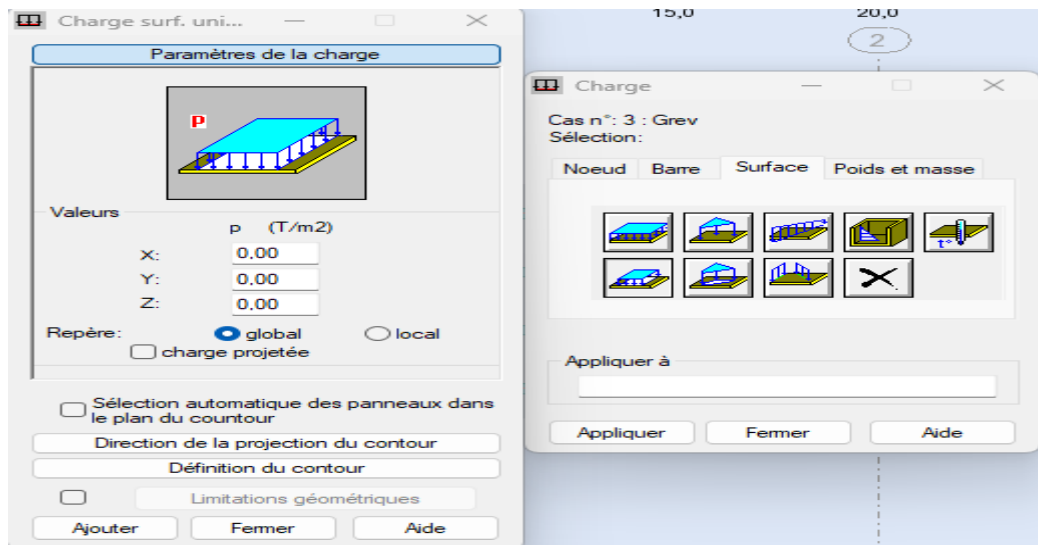 Charge surf. uni...
Paramètres de la charge
P
Valeurs
p (T/m2)
X: 0.00
Y: 0.00
Z: 0.00
Repère: global local
charge projetée
Sélection automatique des panneaux dans
le plan du countour
Direction de la projection du contour
Définition du contour
Limitations géométriques
Ajouter Fermer Aide
15,0 20,0
2
Charge
Cas n°: 3 : Grev
Sélection:
Noeud Barre Surface Poids et masse
t°
Appliquer à
Appliquer Fermer Aide